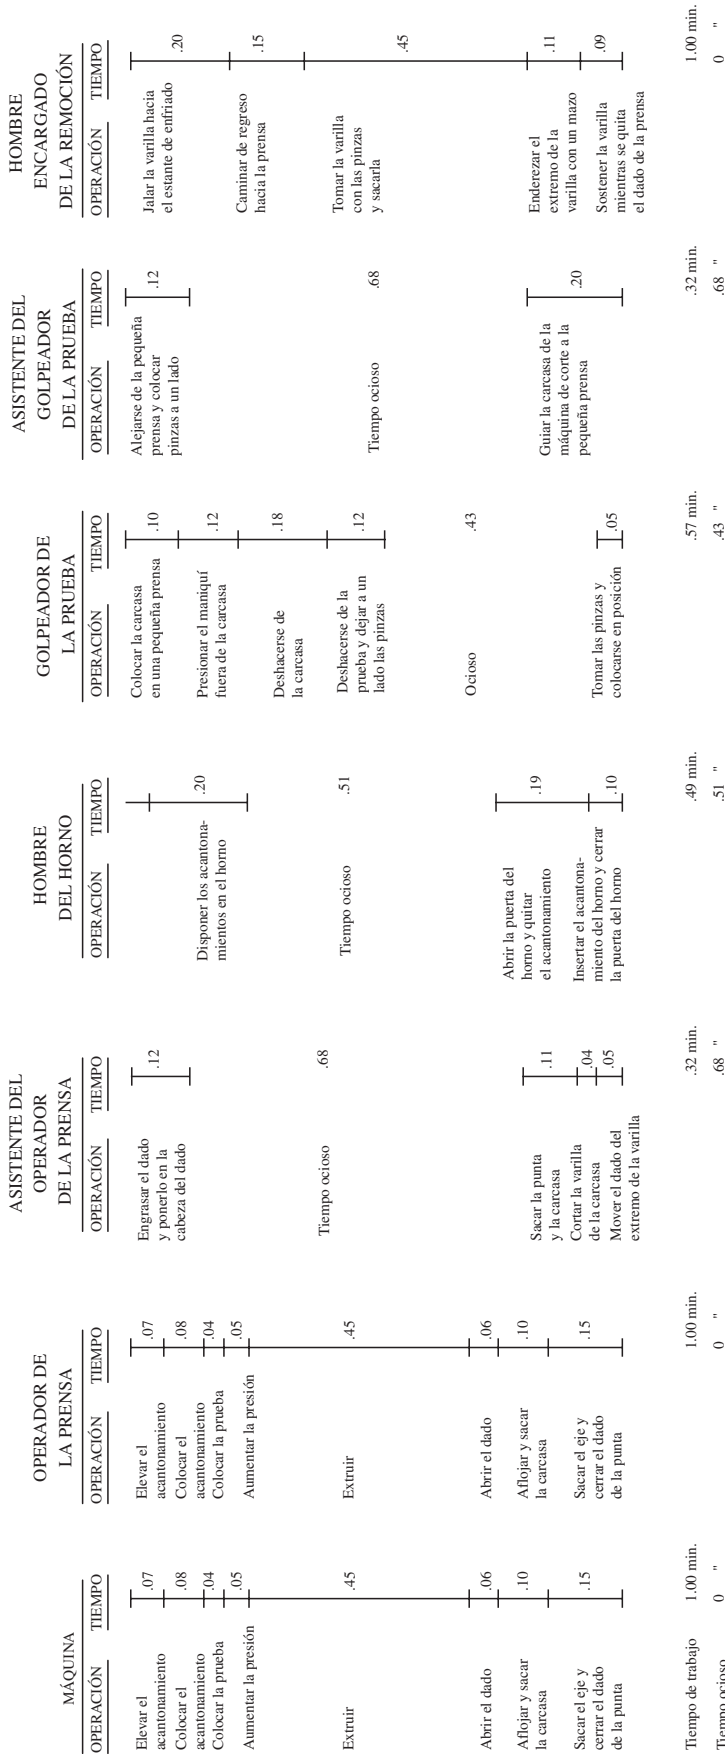 MÁQUINA
OPERACIÓN TIEMPO
Elevar el
acantonamiento
.07
Colocar el
acantonamiento
.08
Colocar la prueba
.04
Aumentar la presión
.05
Extruir
.45
Abrir el dado
.06
Aflojar y sacar
la carcasa
.10
Sacar el eje y
cerrar el dado
de la punta
.15
Tiempo de trabajo 1.00 min.
Tiempo ocioso 0 "
OPERADOR DE
LA PRENSA
OPERACIÓN TIEMPO
Elevar el
acantonamiento
.07
Colocar el
acantonamiento
.08
Colocar la prueba
.04
Aumentar la presión
.05
Extruir
.45
Abrir el dado
.06
Aflojar y sacar
la carcasa
.10
Sacar el eje y
cerrar el dado
de la punta
.15
1.00 min.
0 "
ASISTENTE DEL
OPERADOR
DE LA PRENSA
OPERACIÓN TIEMPO
Engrasar el dado
y ponerlo en la
cabeza del dado
.12
Tiempo ocioso
.68
Sacar la punta
y la carcasa
.11
Cortar la varilla
de la carcasa
.04
Mover el dado del
extremo de la varilla
.05
.32 min.
.68 "
HOMBRE
DEL HORNO
OPERACIÓN TIEMPO
Disponer los acantona-
mientos en el horno
.20
Tiempo ocioso
.51
Abrir la puerta del
horno y quitar
el acantonamiento
.19
Insertar el acantona-
miento del horno y cerrar
la puerta del horno
.10
.49 min.
.51 "
GOLPEADOR DE
LA PRUEBA
OPERACIÓN TIEMPO
Colocar la carcasa
en una pequeña prensa
.10
Presionar el maniquí
fuera de la carcasa
.12
Deshacerse de
la carcasa
.18
Deshacerse de la
prueba y dejar a un
lado las pinzas
.12
Ocioso
.43
Tomar las pinzas y
colocarse en posición
.05
.57 min.
.43 "
ASISTENTE DEL
GOLPEADOR
DE LA PRUEBA
OPERACIÓN TIEMPO
Alejarse de la pequeña
prensa y colocar
pinzas a un lado
.12
Tiempo ocioso
.68
Guiar la carcasa de la
máquina de corte a la
pequeña prensa
.20
.32 min.
.68 "
HOMBRE
ENCARGADO
DE LA REMOCIÓN
OPERACIÓN TIEMPO
Jalar la varilla hacia
el estante de enfriado
.20
Caminar de regreso
hacia la prensa
.15
Tomar la varilla
con las pinzas
y sacarla
.45
Enderezar el
extremo de la
varilla con un mazo
.11
Sostener la varilla
mientras se quita
el dado de la prensa
.09
1.00 min.
0 "